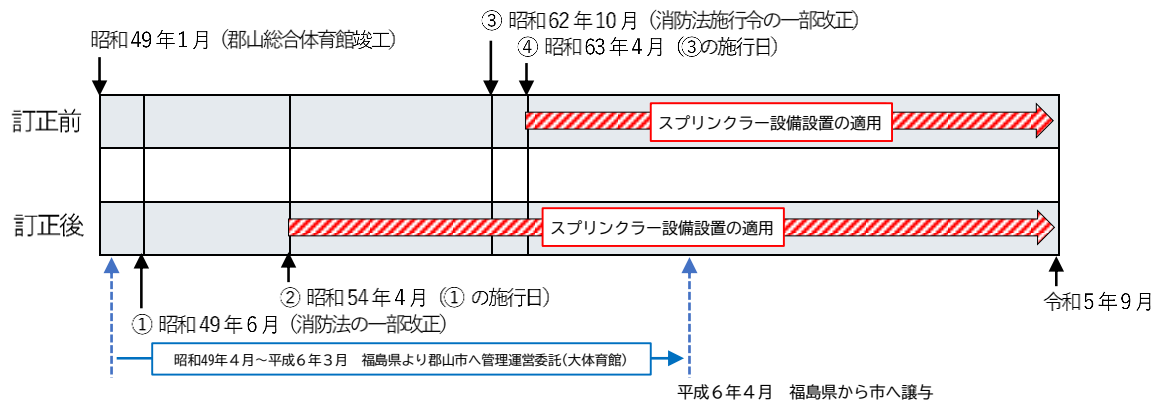 ③ 昭和62年10月（消防法施行令の一部改正）
昭和49年1月（郡山総合体育館竣工）
④ 昭和63年4月（③の施行日）
訂正前
スプリンクラー設備設置の適用
訂正後
スプリンクラー設備設置の適用
② 昭和54年4月（① の施行日）
令和5年9月
① 昭和49年6月（消防法の一部改正）
昭和49年４月～平成６年３月　福島県より郡山市へ管理運営委託(大体育館)
平成６年４月　福島県から市へ譲与